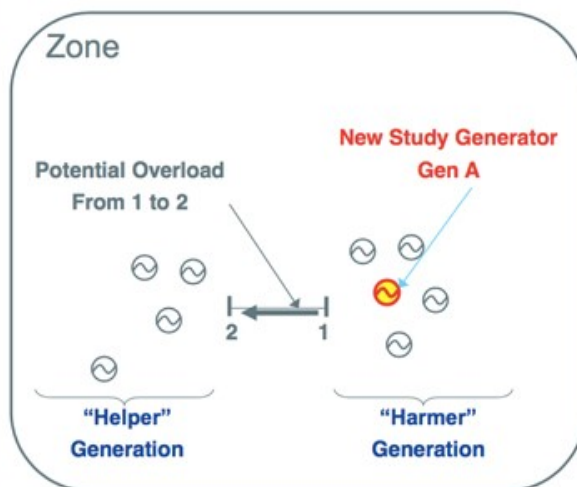 Zone
New Study Generator
Gen A
Potential Overload
From 1 to 2
2
1
“Helper”
Generation
“Harmer”
Generation